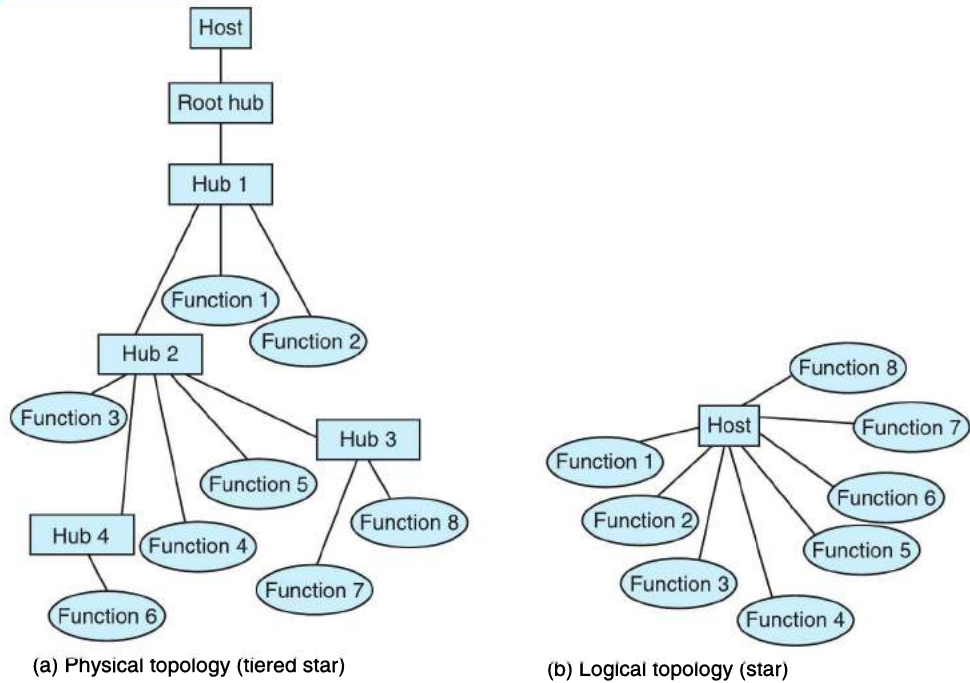 Host
Root hub
Hub 1
Function 1
Function 2
Hub 2
Function 3
Hub 3
Function 5
Function 8
Hub 4
Function 4
Function 7
Function 6
(a) Physical topology (tiered star)
Function 8
Host
Function 7
Function 1
Function 6
Function 2
Function 5
Function 3
Function 4
(b) Logical topology (star)